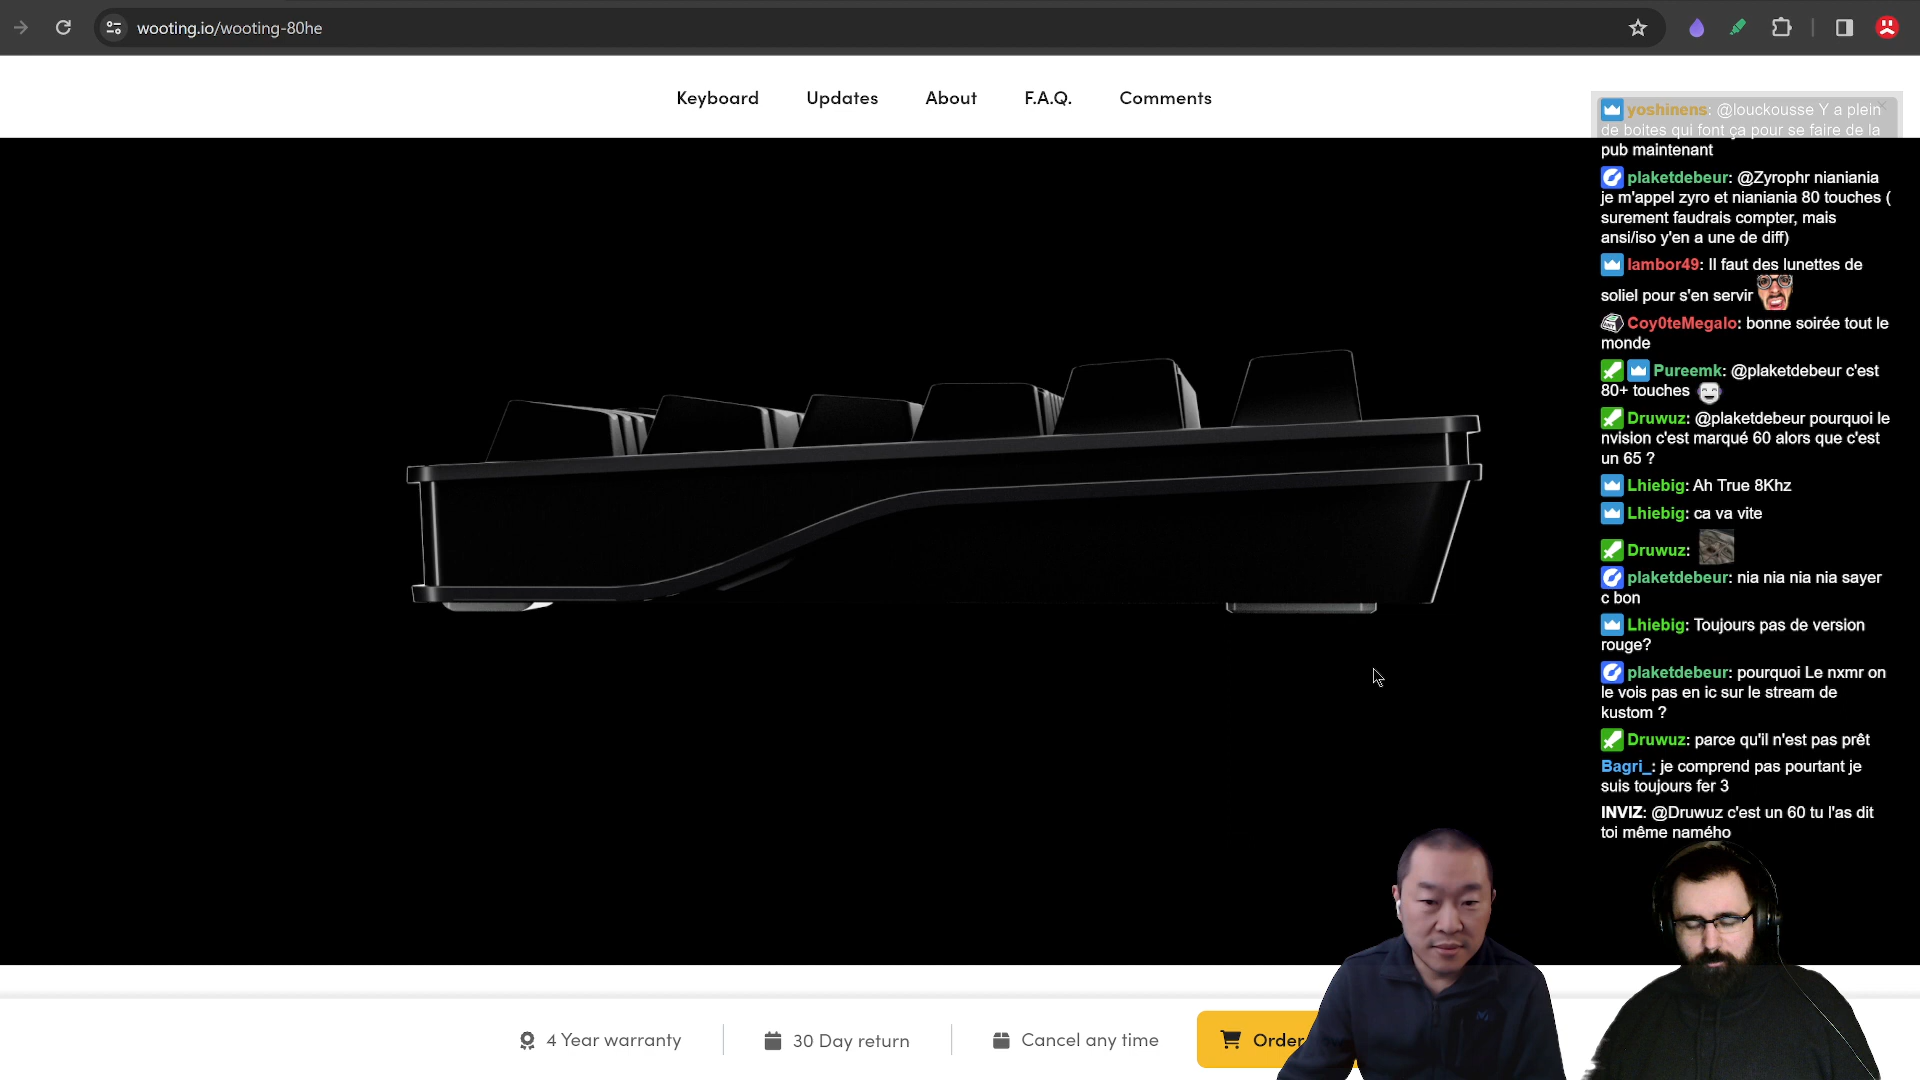 wooting.io/wooting-80he
Keyboard
Updates
About
F.A.Q.
Comments
yoshinens: @louckousse Y a plein
de boites qui font ça pour se faire de la
pub maintenant
plaketdebeur: @Zyrophr nianiania
je m'appel zyro et nianiania 80 touches (
surement faudrais compter, mais
ansi/iso y'en a une de diff)
lambor49: Il faut des lunettes de
soliel pour s'en servir
Coy0teMegalo: bonne soirée tout le
monde
Pureemk: @plaketdebeur c'est
80+ touches
Druwuz: @plaketdebeur pourquoi le
nvision c'est marqué 60 alors que c'est
un 65 ?
Lhiebig: Ah True 8Khz
Lhiebig: ca va vite
Druwuz:
plaketdebeur: nia nia nia nia sayer
c bon
Lhiebig: Toujours pas de version
rouge?
plaketdebeur: pourquoi Le nxmr on
le vois pas en ic sur le stream de
kustom ?
Druwuz: parce qu'il n'est pas prêt
Bagri_: je comprend pas pourtant je
suis toujours fer 3
INVIZ: @Druwuz c'est un 60 tu l'as dit
toi même namého
4 Year warranty
30 Day return
Cancel any time
Order